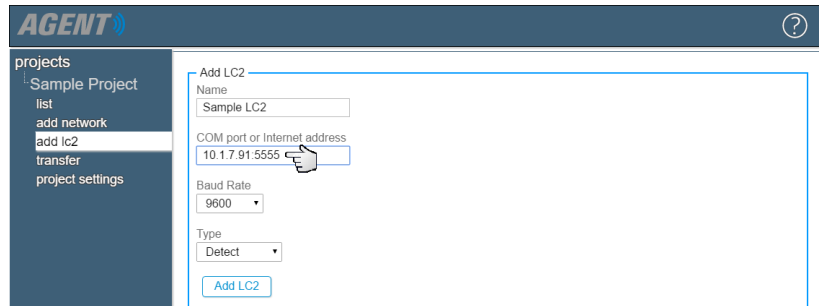 AGENT
?
projects
Sample Project
list
add network
add lc2
transfer
project settings
Add LC2
Name
Sample LC2
COM port or Internet address
10.1.7.91:5555
Baud Rate
9600
Type
Detect
Add LC2